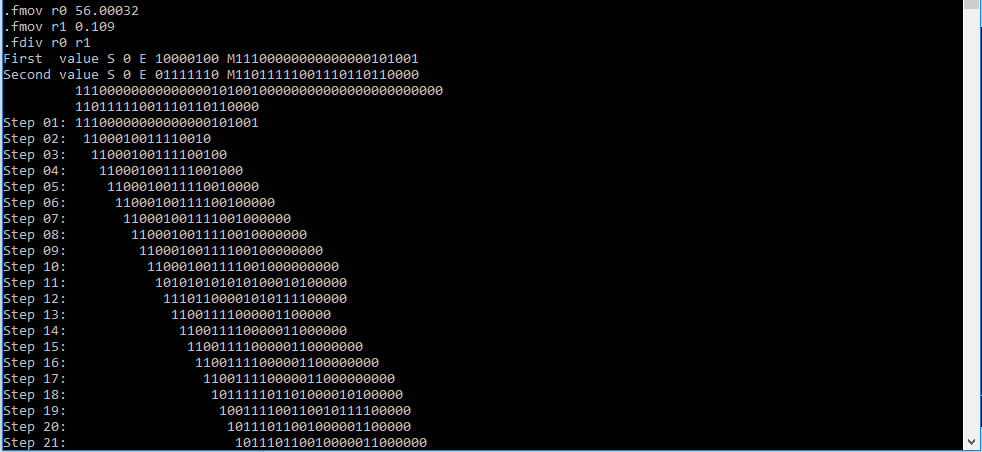 .fmov r0 56.00032
.fmov r1 0.109
.fdiv r0 r1
First  value S 0 E 10000100 M11100000000000000101001
Second value S 0 E 01111110 M11011111001110110110000
1110000000000000010100100000000000000000000000
11011111001110110110000
Step 01: 11100000000000000101001
Step 02: 1100010011110010
Step 03: 11000100111100100
Step 04: 110001001111001000
Step 05: 1100010011110010000
Step 06: 11000100111100100000
Step 07: 110001001111001000000
Step 08: 1100010011110010000000
Step 09: 11000100111100100000000
Step 10: 110001001111001000000000
Step 11: 101010101010100010100000
Step 12: 11101100001010111100000
Step 13: 11001111000001100000
Step 14: 110011110000011000000
Step 15: 1100111100000110000000
Step 16: 11001111000001100000000
Step 17: 110011110000011000000000
Step 18: 101111101101000010100000
Step 19: 100111100110010111100000
Step 20: 10111011001000001100000
Step 21: 101110110010000011000000